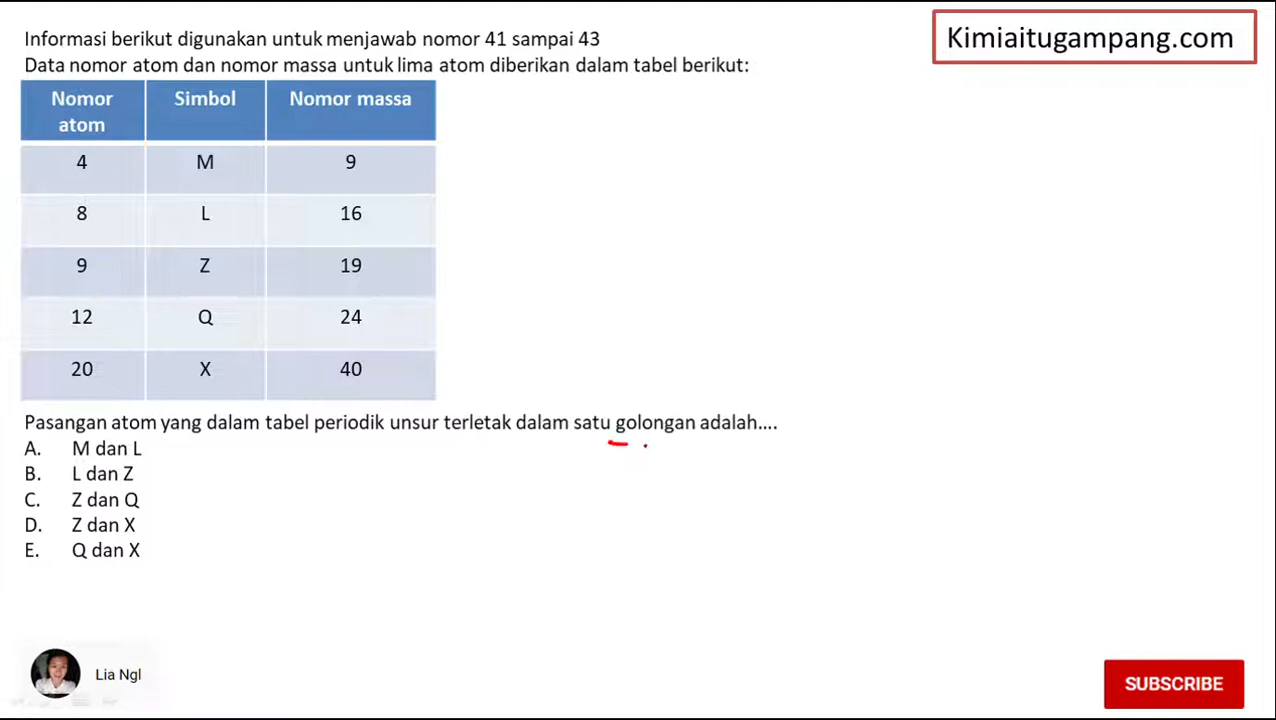 Kimiaitugampang.com
Informasi berikut digunakan untuk menjawab nomor 41 sampai 43
Data nomor atom dan nomor massa untuk lima atom diberikan dalam tabel berikut:
Nomor atom Simbol Nomor massa
4 M 9
8 L 16
9 Z 19
12 Q 24
20 X 40
Pasangan atom yang dalam tabel periodik unsur terletak dalam satu golongan adalah....
A. M dan L
B. L dan Z
C. Z dan Q
D. Z dan X
E. Q dan X
Lia Ngl
SUBSCRIBE